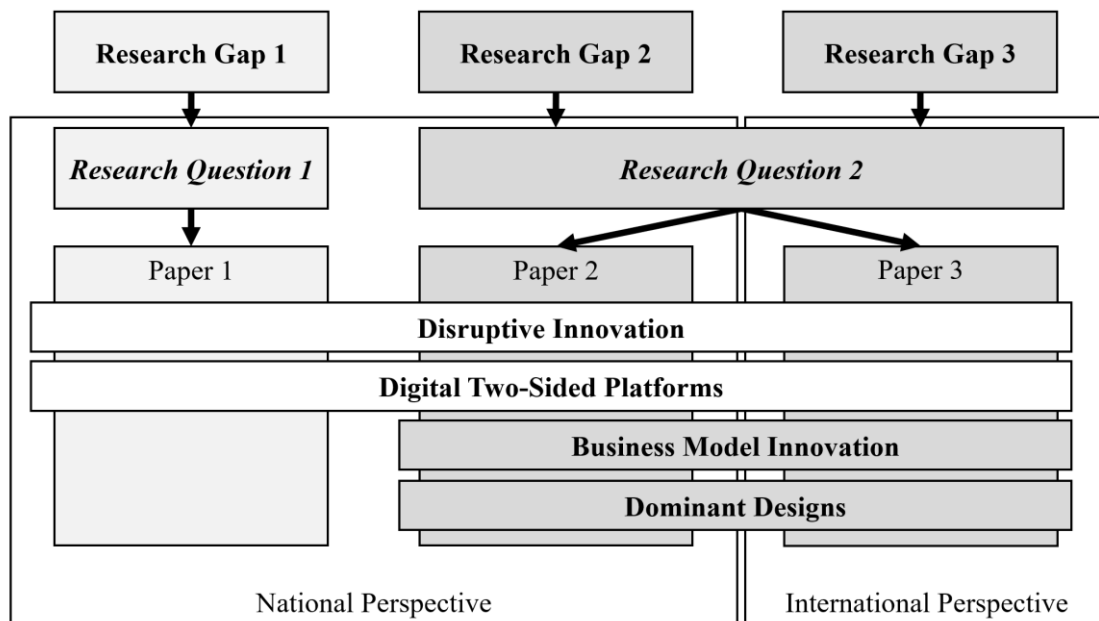 Research Gap 1
Research Gap 2
Research Gap 3
Research Question 1
Research Question 2
Paper 1
Paper 2
Paper 3
Disruptive Innovation
Digital Two-Sided Platforms
Business Model Innovation
Dominant Designs
National Perspective
International Perspective